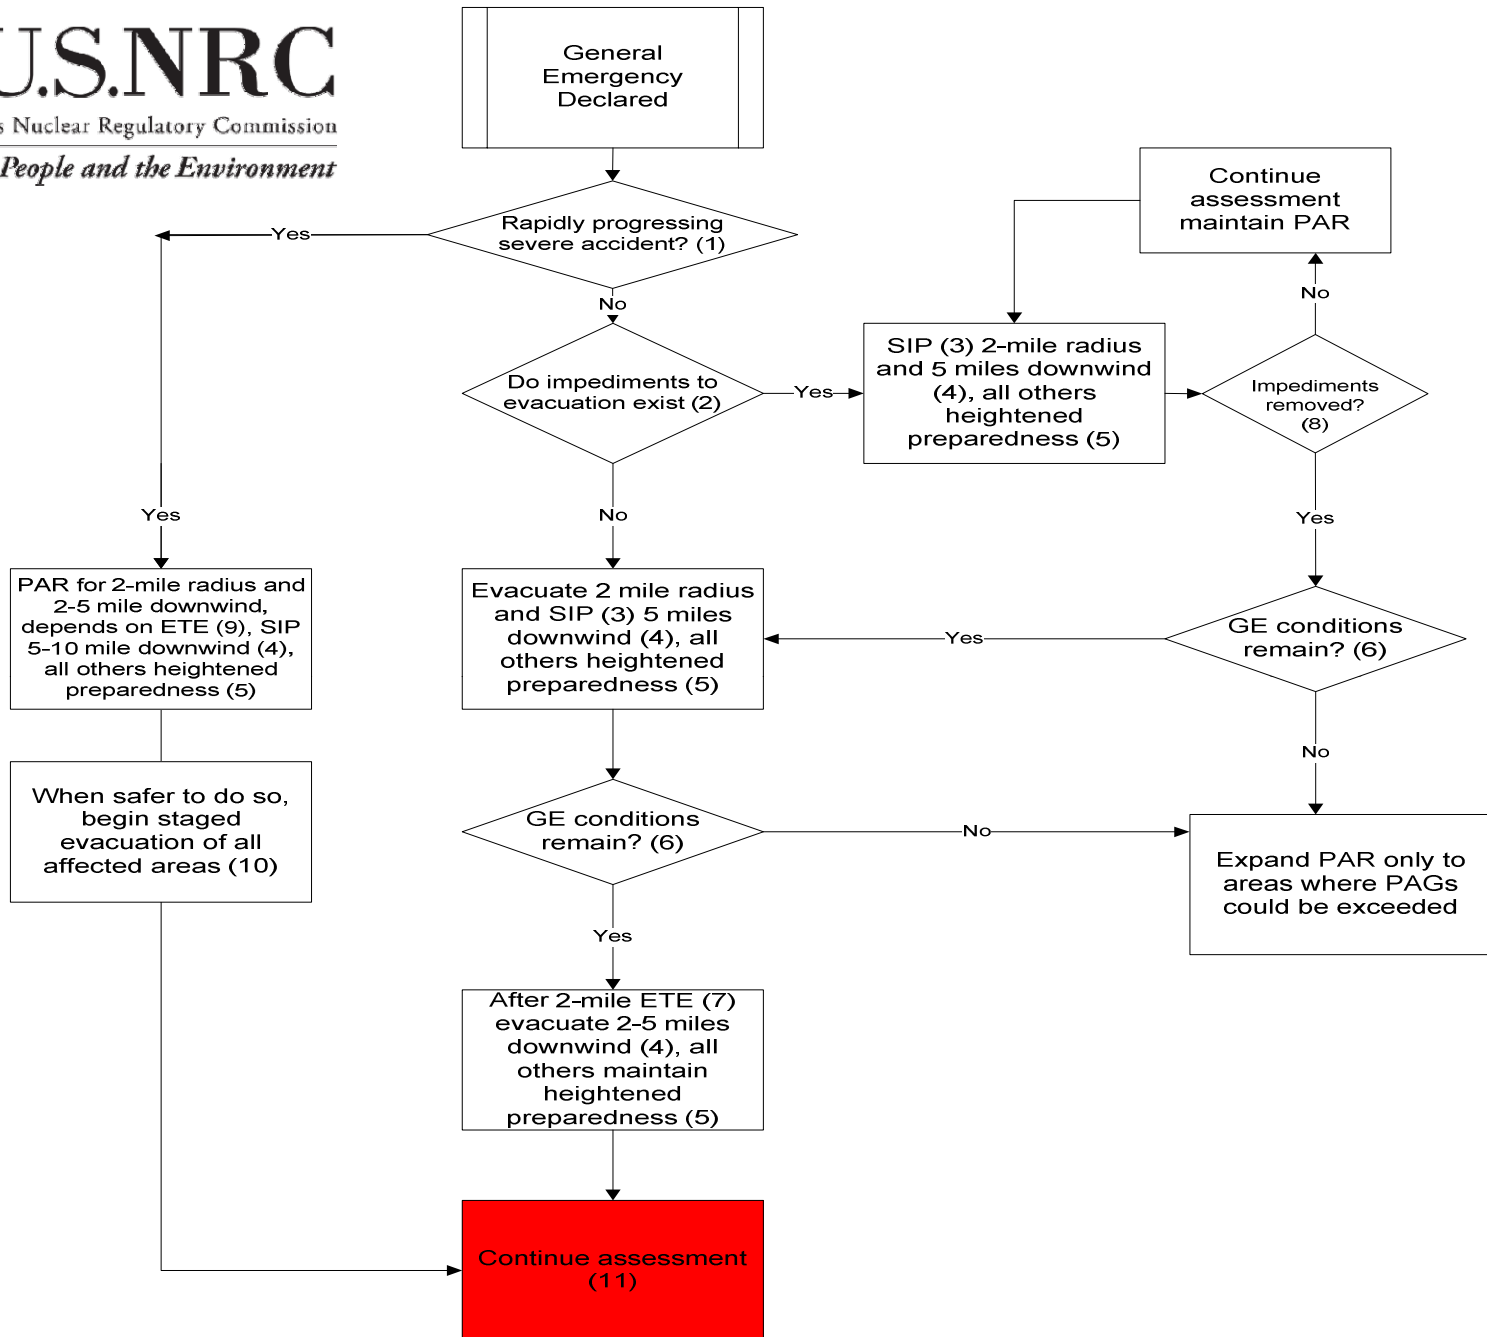 U.S.NRC
s Nuclear Regulatory Commission
People and the Environment
General
Emergency
Declared
Rapidly progressing
severe accident? (1)
Yes
No
Do impediments to
evacuation exist (2)
Yes
SIP (3) 2-mile radius
and 5 miles downwind
(4), all others
heightened
preparedness (5)
Continue
assessment
maintain PAR
No
Impediments
removed?
(8)
Yes
No
Yes
PAR for 2-mile radius and
2-5 mile downwind,
depends on ETE (9), SIP
5-10 mile downwind (4),
all others heightened
preparedness (5)
Evacuate 2 mile radius
and SIP (3) 5 miles
downwind (4), all
others heightened
preparedness (5)
Yes
GE conditions
remain? (6)
No
When safer to do so,
begin staged
evacuation of all
affected areas (10)
GE conditions
remain? (6)
No
Expand PAR only to
areas where PAGs
could be exceeded
Yes
After 2-mile ETE (7)
evacuate 2-5 miles
downwind (4), all
others maintain
heightened
preparedness (5)
Continue assessment
(11)